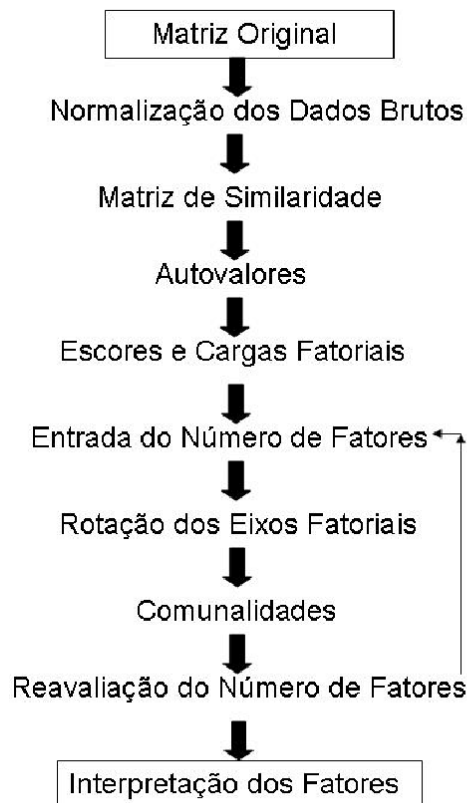 Matriz Original
Normalização dos Dados Brutos
Matriz de Similaridade
Autovalores
Escores e Cargas Fatoriais
Entrada do Número de Fatores
Rotação dos Eixos Fatoriais
Comunalidades
Reavaliação do Número de Fatores
Interpretação dos Fatores